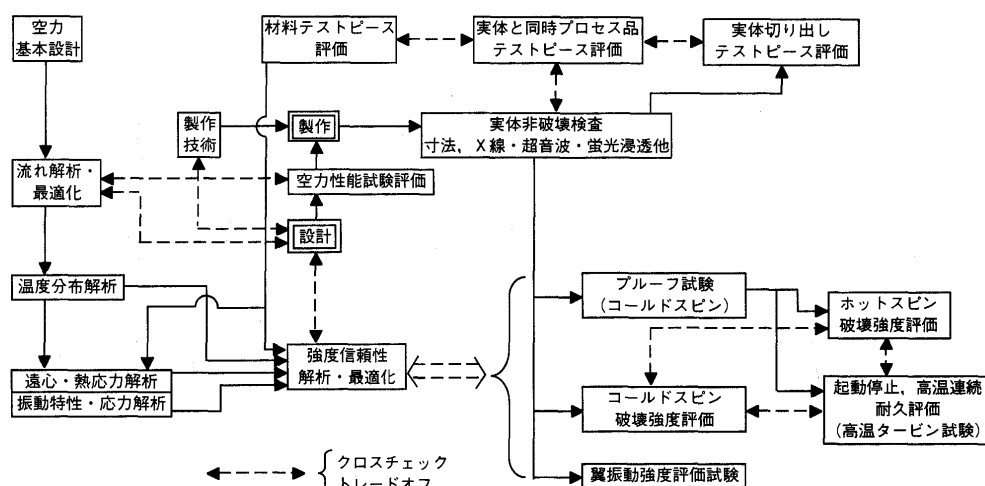 空力
基本設計
材料テストピース
評価
実体と同時プロセス品
テストピース評価
実体切り出し
テストピース評価
製作
技術
製作
実体非破壊検査
寸法，X線・超音波・蛍光浸透他
流れ解析・
最適化
空力性能試験評価
設計
温度分布解析
プルーフ試験
(コールドスピン)
ホットスピン
破壊強度評価
強度信頼性
解析・最適化
遠心・熱応力解析
振動特性・応力解析
コールドスピン
破壊強度評価
起動停止，高温連続
耐久評価
(高温タービン試験)
翼振動強度評価試験
クロスチェック
トレードオフ